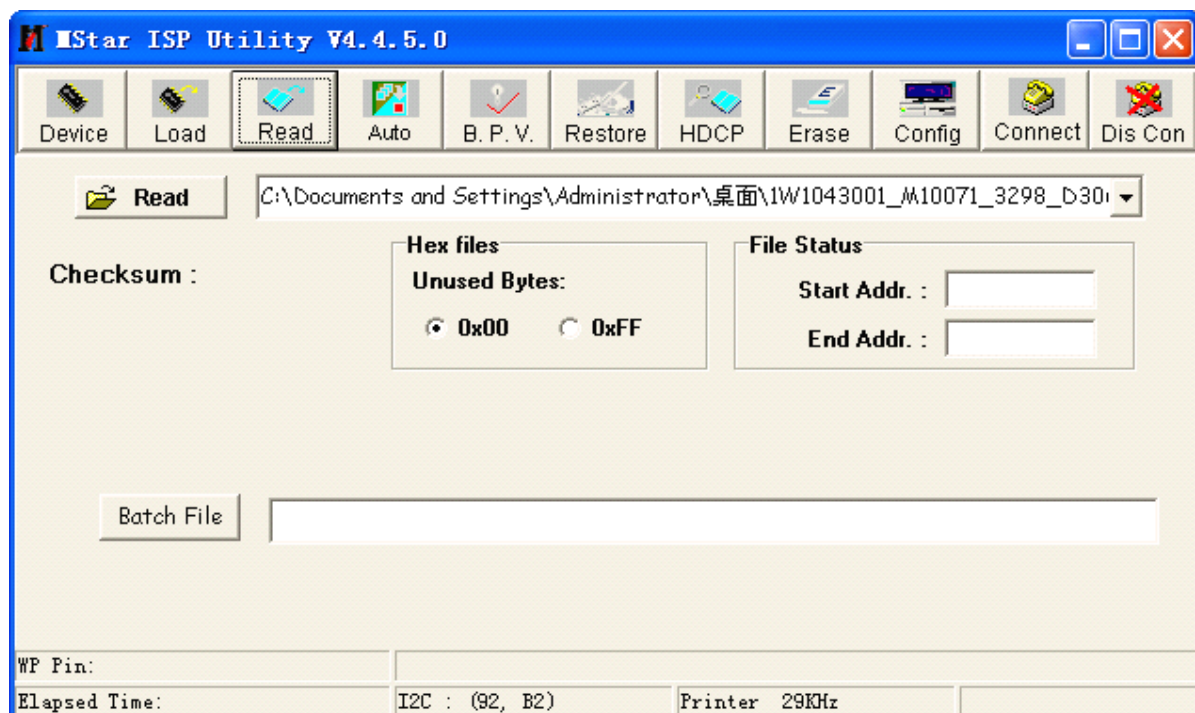 MStar ISP Utility V4.4.5.0
Device Load Read Auto B.P.V. Restore HDCP Erase Config Connect Dis Con
Read C:\Documents and Settings\Administrator\桌面\1W1043001_M10071_3298_D30
Hex files File Status
Checksum : Unused Bytes: Start Addr. :
0x00 0xFF End Addr. :
Batch File
WP Pin:
Elapsed Time: I2C : (92, B2) Printer 29KHz